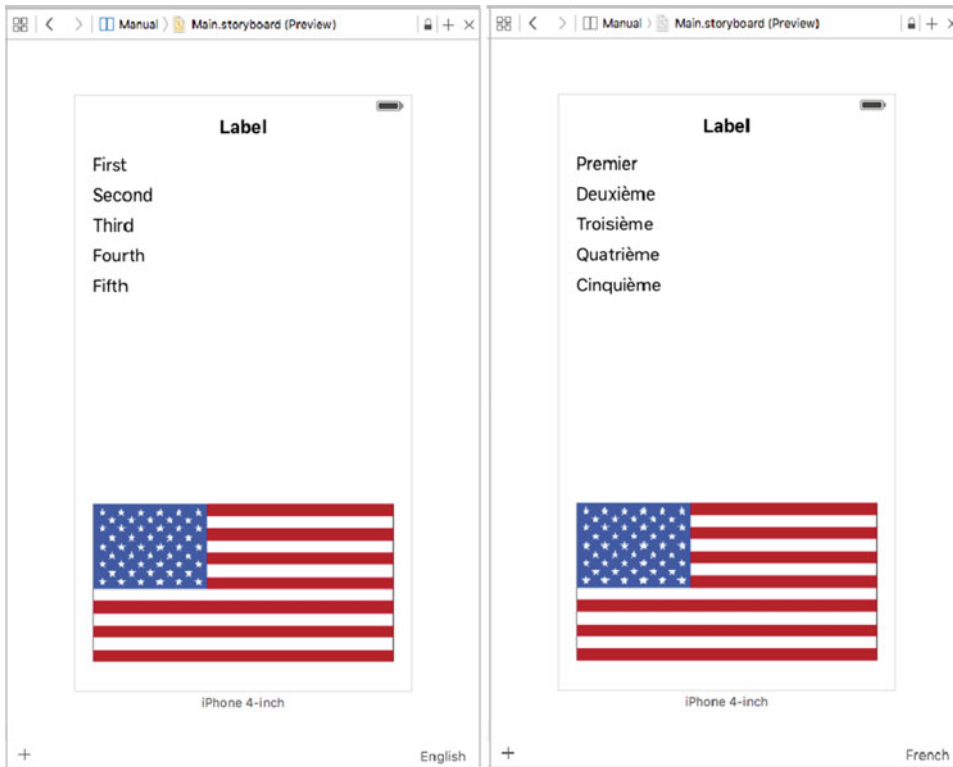 Manual
Main.storyboard (Preview)
Label
First
Second
Third
Fourth
Fifth
iPhone 4-inch
English
Manual
Main.storyboard (Preview)
Label
Premier
Deuxième
Troisième
Quatrième
Cinquième
iPhone 4-inch
French